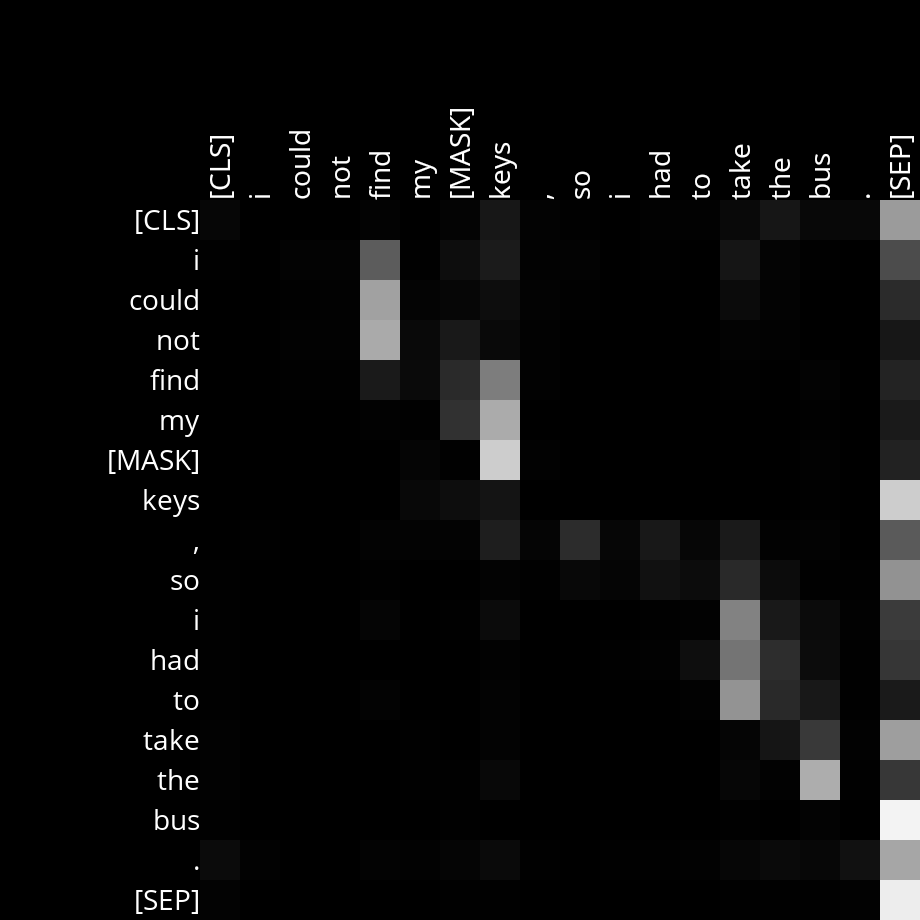 [CLS] i could not find my [MASK] keys , so i had to take the bus . [SEP]
[CLS]
i
could
not
find
my
[MASK]
keys
,
so
i
had
to
take
the
bus
.
[SEP]